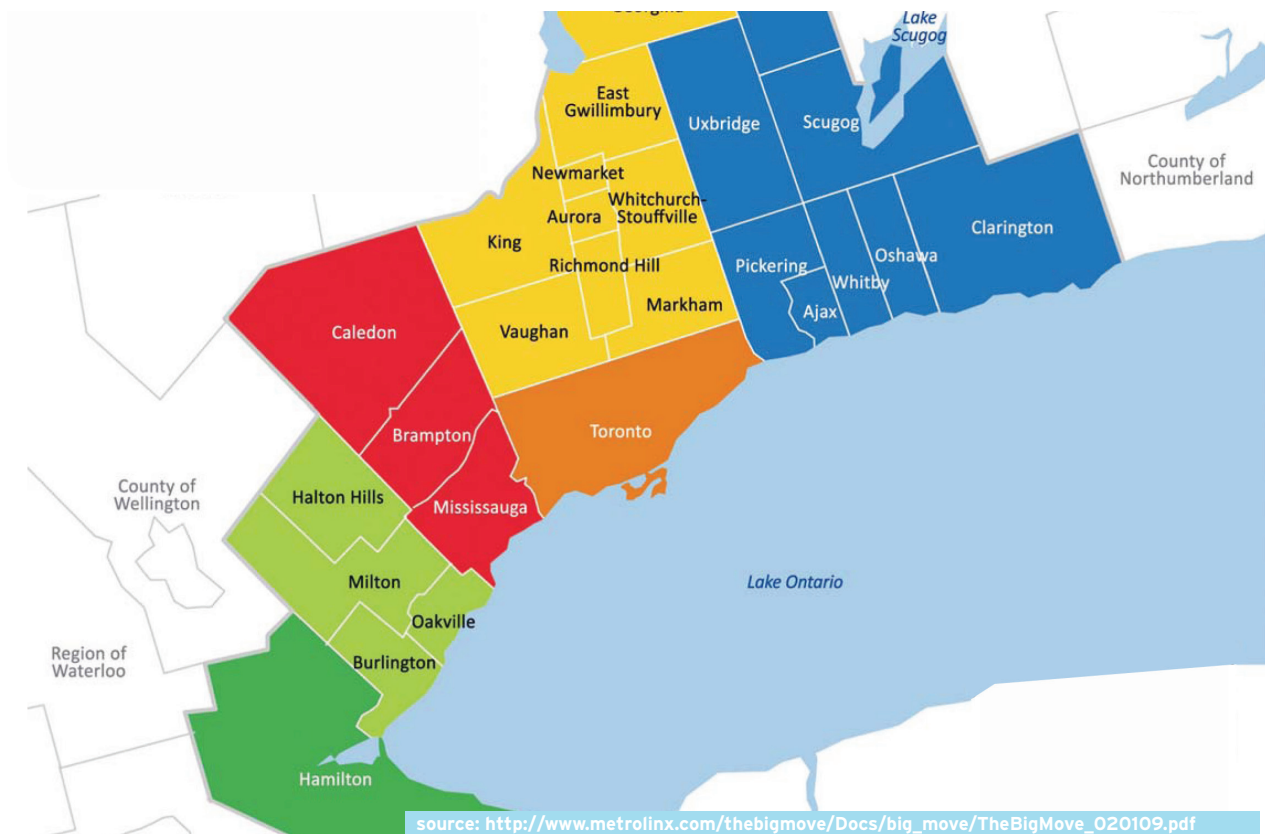 Georgina
Lake
Scugog
East
Gwillimbury
Uxbridge
Scugog
County of
Northumberland
Newmarket
Whitchurch-
Stouffville
Aurora
King
Clarington
Richmond Hill
Pickering
Oshawa
Whitby
Markham
Ajax
Vaughan
Caledon
Toronto
Brampton
County of
Wellington
Halton Hills
Mississauga
Lake Ontario
Milton
Oakville
Region of
Waterloo
Burlington
Hamilton
source: http://www.metrolinx.com/thebigmove/Docs/big_move/TheBigMove_020109.pdf